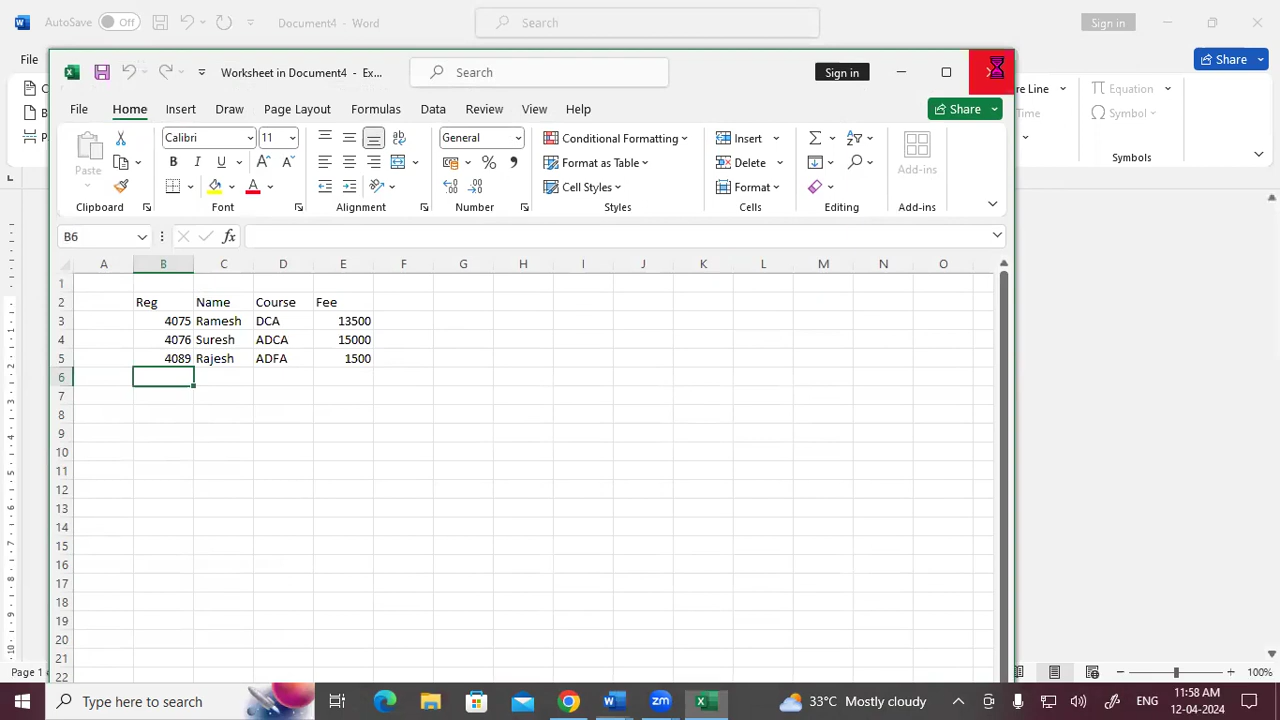 AutoSave Off Document4 - Word Search Sign in
File Share
Worksheet in Document4 - Ex... Search Sign in
File Home Insert Draw Page Layout Formulas Data Review View Help Share
Paste Calibri 11 General Conditional Formatting Insert Add-ins re Line Equation
B I U A A Format as Table Delete Time Symbol
A Cell Styles Format Symbols
Clipboard Font Alignment Number Styles Cells Editing Add-ins
B6 fx
A B C D E F G H I J K L M N O
1
2 Reg Name Course Fee
3 4075 Ramesh DCA 13500
4 4076 Suresh ADCA 15000
5 4089 Rajesh ADFA 1500
6
7
8
9
10
11
12
13
14
15
16
17
18
19
20
21
22
Page 1 100%
Type here to search 33°C Mostly cloudy ENG 11:58 AM
12-04-2024